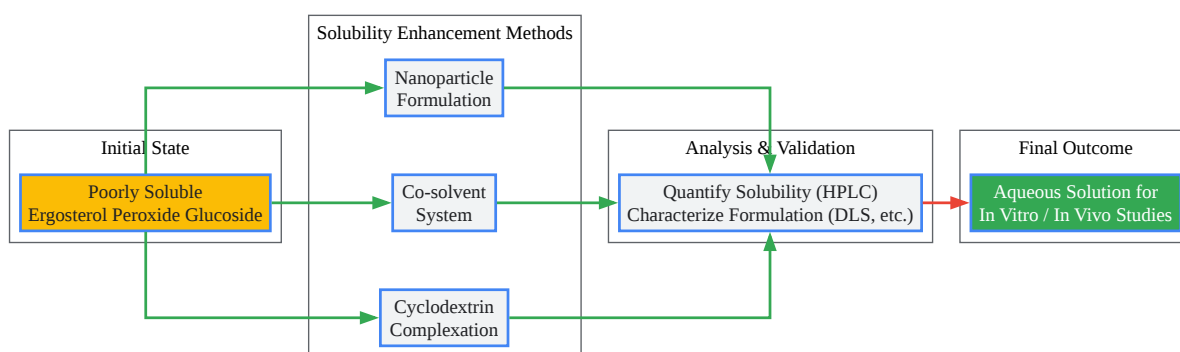 Solubility Enhancement Methods
Nanoparticle
Formulation
Initial State
Poorly Soluble
Ergosterol Peroxide Glucoside
Co-solvent
System
Cyclodextrin
Complexation
Analysis & Validation
Quantify Solubility (HPLC)
Characterize Formulation (DLS, etc.)
Final Outcome
Aqueous Solution for
In Vitro / In Vivo Studies